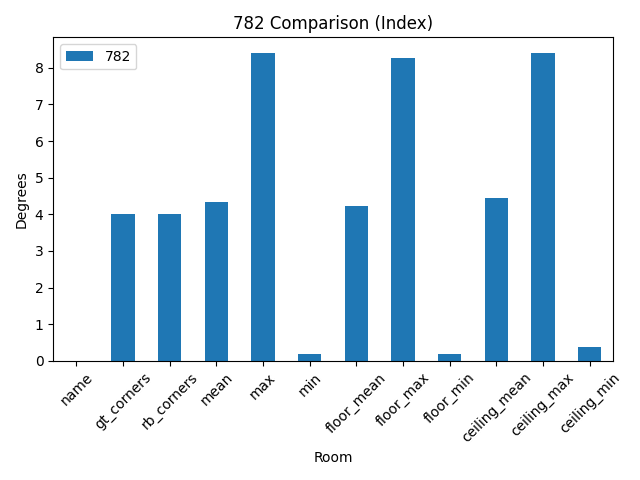 782 Comparison (Index)
782
Degrees
8
7
6
5
4
3
2
1
0
name
gt_corners
rb_corners
mean
max
min
floor_mean
floor_max
floor_min
ceiling_mean
ceiling_max
ceiling_min
Room